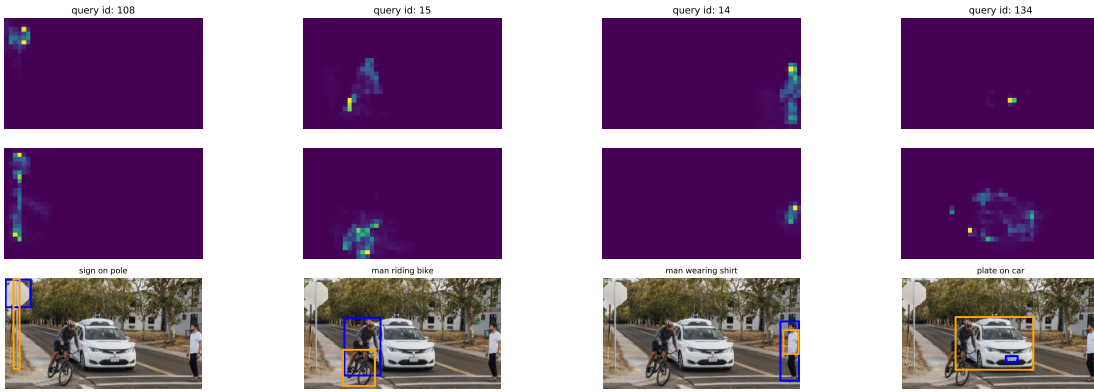 query id: 108
query id: 15
query id: 14
query id: 134
sign on pole
man riding bike
man wearing shirt
plate on car